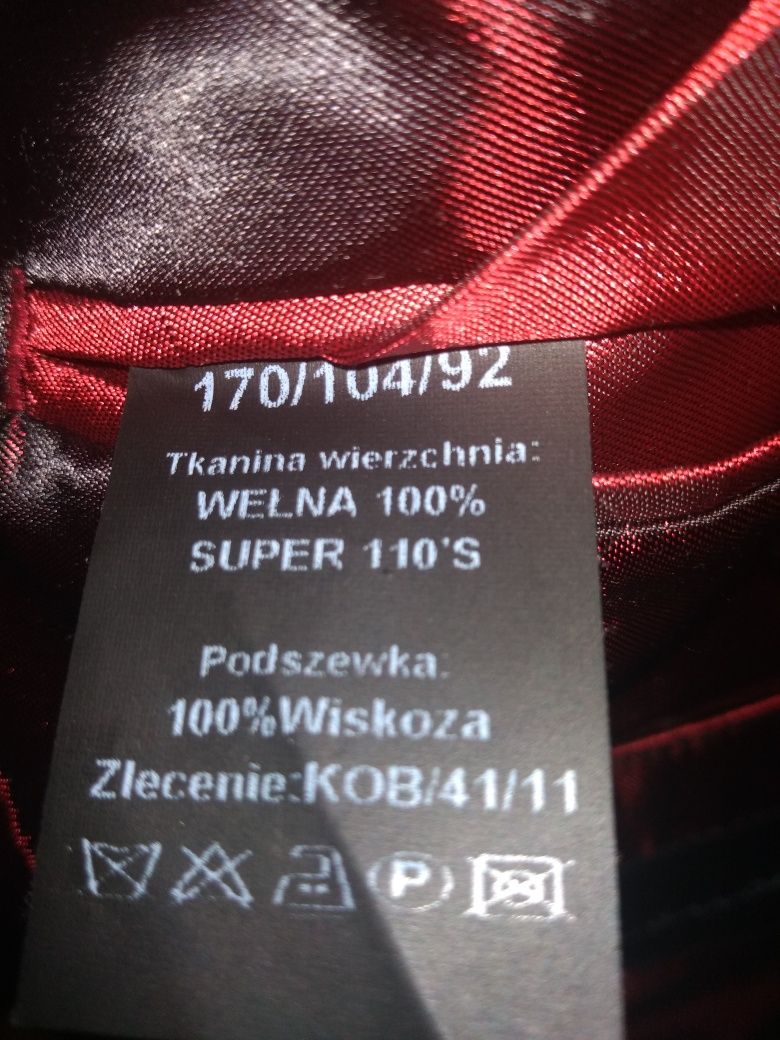 170/104/92
Tkanina wierzchnia:
WEŁNA 100%
SUPER 110'S
Podszewka:
100%Wiskoza
Zlecenie:KOB/41/11
P